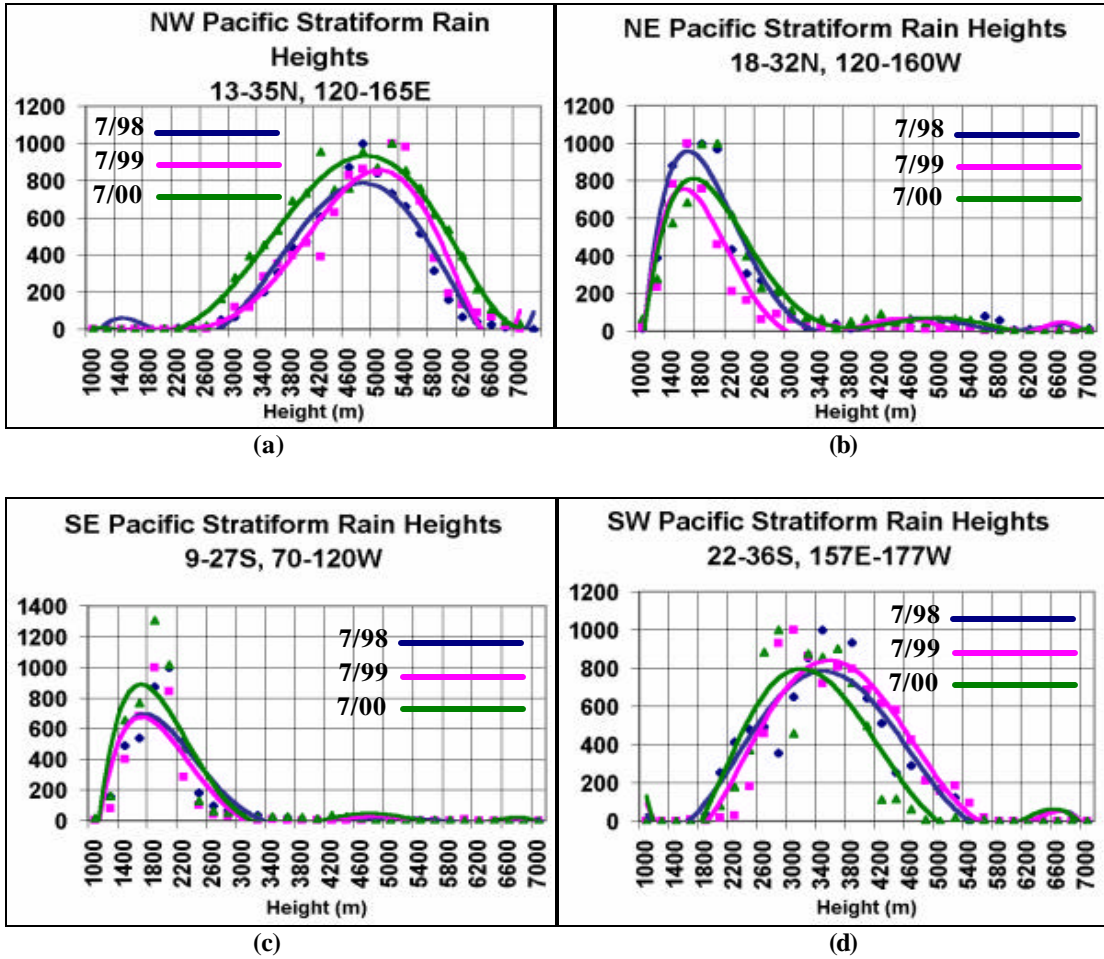 NW Pacific Stratiform Rain
Heights
13-35N, 120-165E
1200
1000
800
600
400
200
0
7/98
7/99
7/00
1000 1400 1800 2200 2600 3000 3400 3800 4200 4600 5000 5400 5800 6200 6600 7000
Height (m)
(a)
NE Pacific Stratiform Rain Heights
18-32N, 120-160W
1200
1000
800
600
400
200
0
7/98
7/99
7/00
1000 1400 1800 2200 2600 3000 3400 3800 4200 4600 5000 5400 5800 6200 6600 7000
Height (m)
(b)
SE Pacific Stratiform Rain Heights
9-27S, 70-120W
1400
1200
1000
800
600
400
200
0
7/98
7/99
7/00
1000 1400 1800 2200 2600 3000 3400 3800 4200 4600 5000 5400 5800 6200 6600 7000
Height (m)
(c)
SW Pacific Stratiform Rain Heights
22-36S, 157E-177W
1200
1000
800
600
400
200
0
7/98
7/99
7/00
1000 1400 1800 2200 2600 3000 3400 3800 4200 4600 5000 5400 5800 6200 6600 7000
Height (m)
(d)